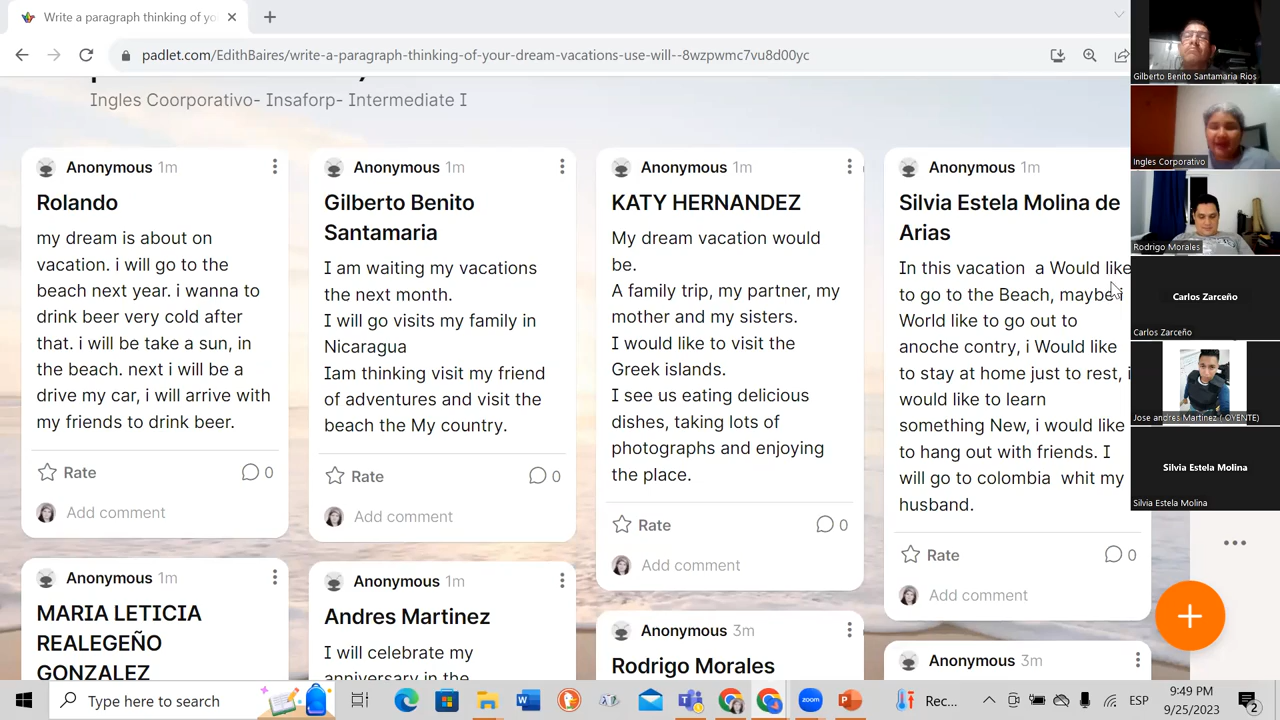 Write a paragraph thinking of yo
padlet.com/EdithBaires/write-a-paragraph-thinking-of-your-dream-vacations-use-will--8wzpwmc7vu8d00yc
Ingles Coorporativo- Insaforp- Intermediate I
Anonymous 1m
Rolando
my dream is about on
vacation. i will go to the
beach next year. i wanna to
drink beer very cold after
that. i will be take a sun, in
the beach. next i will be a
drive my car, i will arrive with
my friends to drink beer.
Rate
0
Add comment
Anonymous 1m
Gilberto Benito
Santamaria
I am waiting my vacations
the next month.
I will go visits my family in
Nicaragua
Iam thinking visit my friend
of adventures and visit the
beach the My country.
Rate
0
Add comment
Anonymous 1m
KATY HERNANDEZ
My dream vacation would
be.
A family trip, my partner, my
mother and my sisters.
I would like to visit the
Greek islands.
I see us eating delicious
dishes, taking lots of
photographs and enjoying
the place.
Rate
0
Add comment
Anonymous 1m
Silvia Estela Molina de
Arias
In this vacation a Would like
to go to the Beach, maybe i
World like to go out to
anoche contry, i Would like
to stay at home just to rest, i
would like to learn
something New, i would like
to hang out with friends. I
will go to colombia whit my
husband.
Rate
0
Add comment
Anonymous 1m
MARIA LETICIA
REALEGEÑO
GONZALEZ
Anonymous 1m
Andres Martinez
I will celebrate my
anniversary in the
Anonymous 3m
Rodrigo Morales
Anonymous 3m
Gilberto Benito Santamaria Rios
Ingles Corporativo
Rodrigo Morales
Carlos Zarceño
Carlos Zarceño
Jose andres Martinez ( OYENTE)
Silvia Estela Molina
Silvia Estela Molina
Type here to search
zoom
Rec...
ESP
9:49 PM
9/25/2023
2